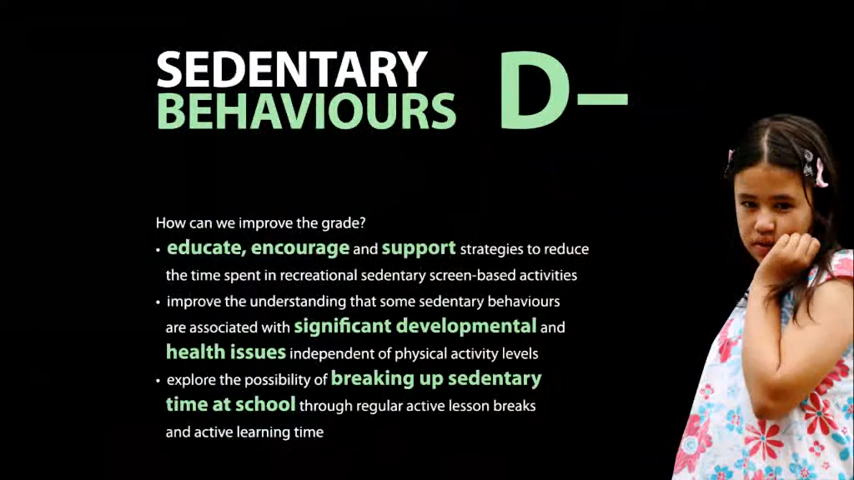 SEDENTARY
BEHAVIOURS
D–
How can we improve the grade?
• educate, encourage and support strategies to reduce
the time spent in recreational sedentary screen-based activities
• improve the understanding that some sedentary behaviours
are associated with significant developmental and
health issues independent of physical activity levels
• explore the possibility of breaking up sedentary
time at school through regular active lesson breaks
and active learning time